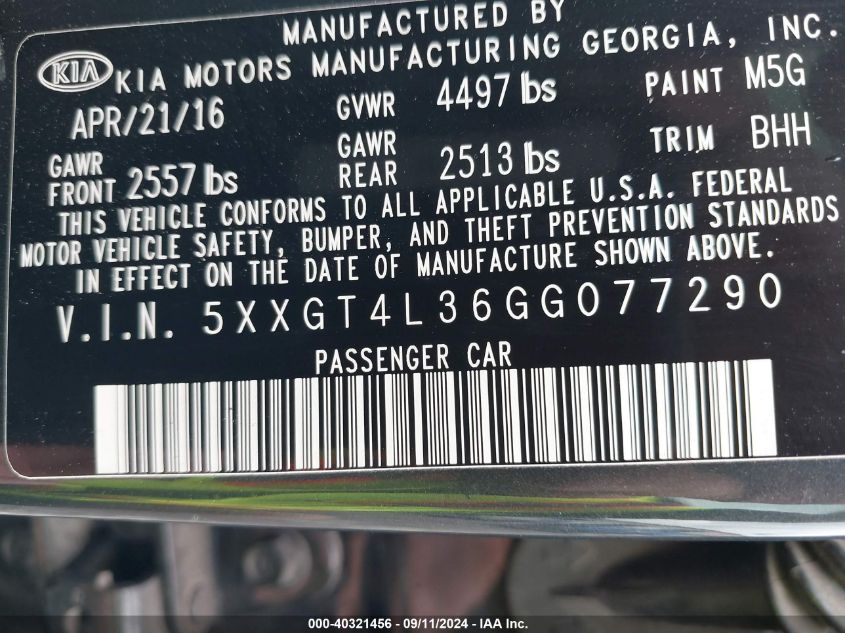 MANUFACTURED BY
KIA KIA MOTORS MANUFACTURING GEORGIA, INC.
APR/21/16 GVWR 4497 lbs PAINT M5G
GAWR FRONT 2557 lbs GAWR REAR 2513 lbs TRIM BHH
THIS VEHICLE CONFORMS TO ALL APPLICABLE U.S.A. FEDERAL
MOTOR VEHICLE SAFETY, BUMPER, AND THEFT PREVENTION STANDARDS
IN EFFECT ON THE DATE OF MANUFACTURE SHOWN ABOVE.
V.I.N. 5XXGT4L36GG077290
PASSENGER CAR
000-40321456 - 09/11/2024 - IAA Inc.